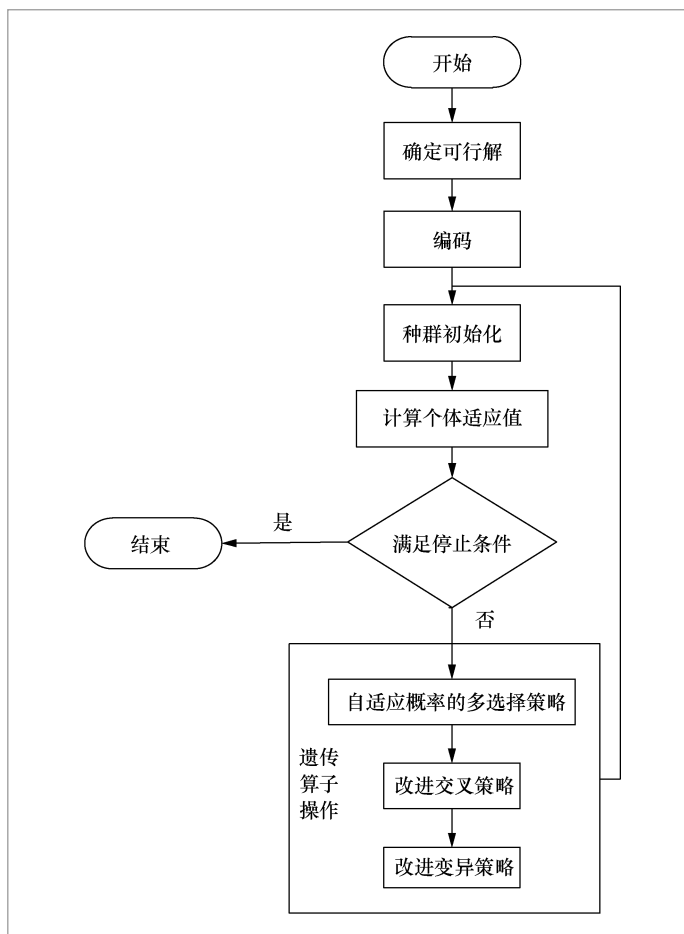 开始
确定可行解
编码
种群初始化
计算个体适应值
满足停止条件
是
结束
否
自适应概率的多选择策略
遗传
算子
操作
改进交叉策略
改进变异策略